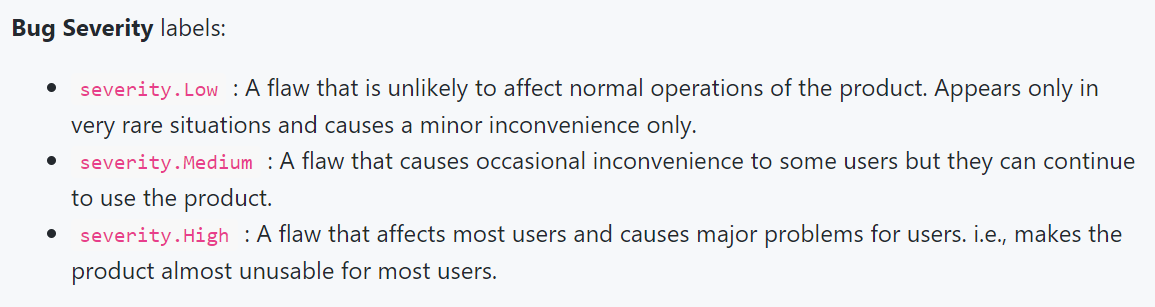 Bug Severity labels:
• severity.Low : A flaw that is unlikely to affect normal operations of the product. Appears only in
very rare situations and causes a minor inconvenience only.
• severity.Medium : A flaw that causes occasional inconvenience to some users but they can continue
to use the product.
• severity.High : A flaw that affects most users and causes major problems for users. i.e., makes the
product almost unusable for most users.